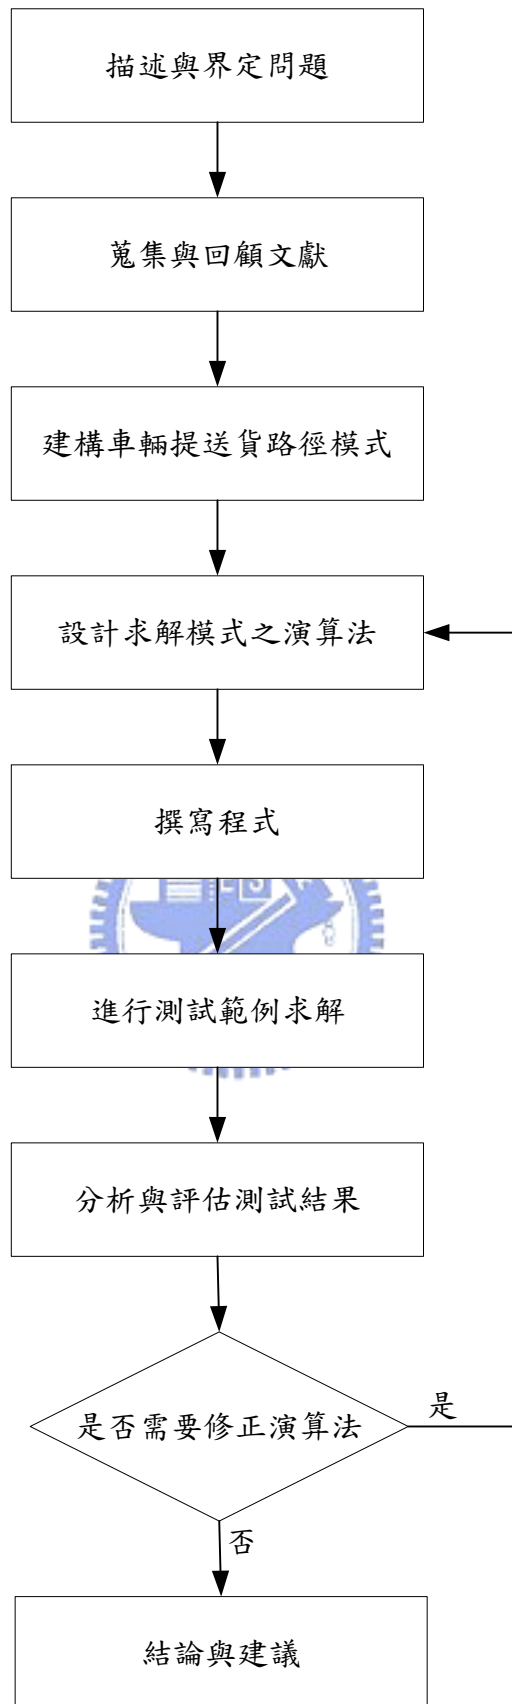 描述與界定問題
蒐集與回顧文獻
建構車輛提送貨路徑模式
設計求解模式之演算法
撰寫程式
進行測試範例求解
分析與評估測試結果
是否需要修正演算法
是
否
結論與建議